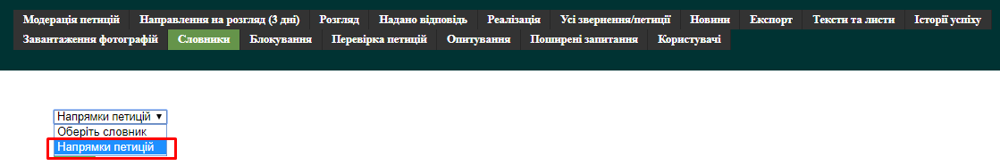 Модерація петицій Направлення на розгляд (3 дні) Розгляд Надано відповідь Реалізація Усі звернення/петиції Новини Експорт Тексти та листи Історії успіху
Завантаження фотографій Словники Блокування Перевірка петицій Опитування Поширені запитання Користувачі
Напрямки петицій
Оберіть словник
Напрямки петицій